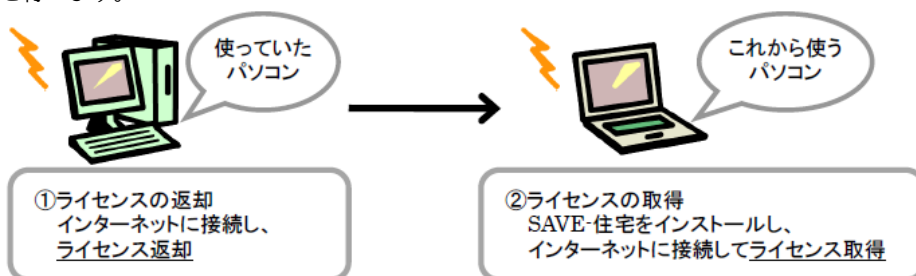 使っていた
パソコン
これから使う
パソコン
①ライセンスの返却
インターネットに接続し、
ライセンス返却
②ライセンスの取得
SAVE-住宅をインストールし、
インターネットに接続してライセンス取得